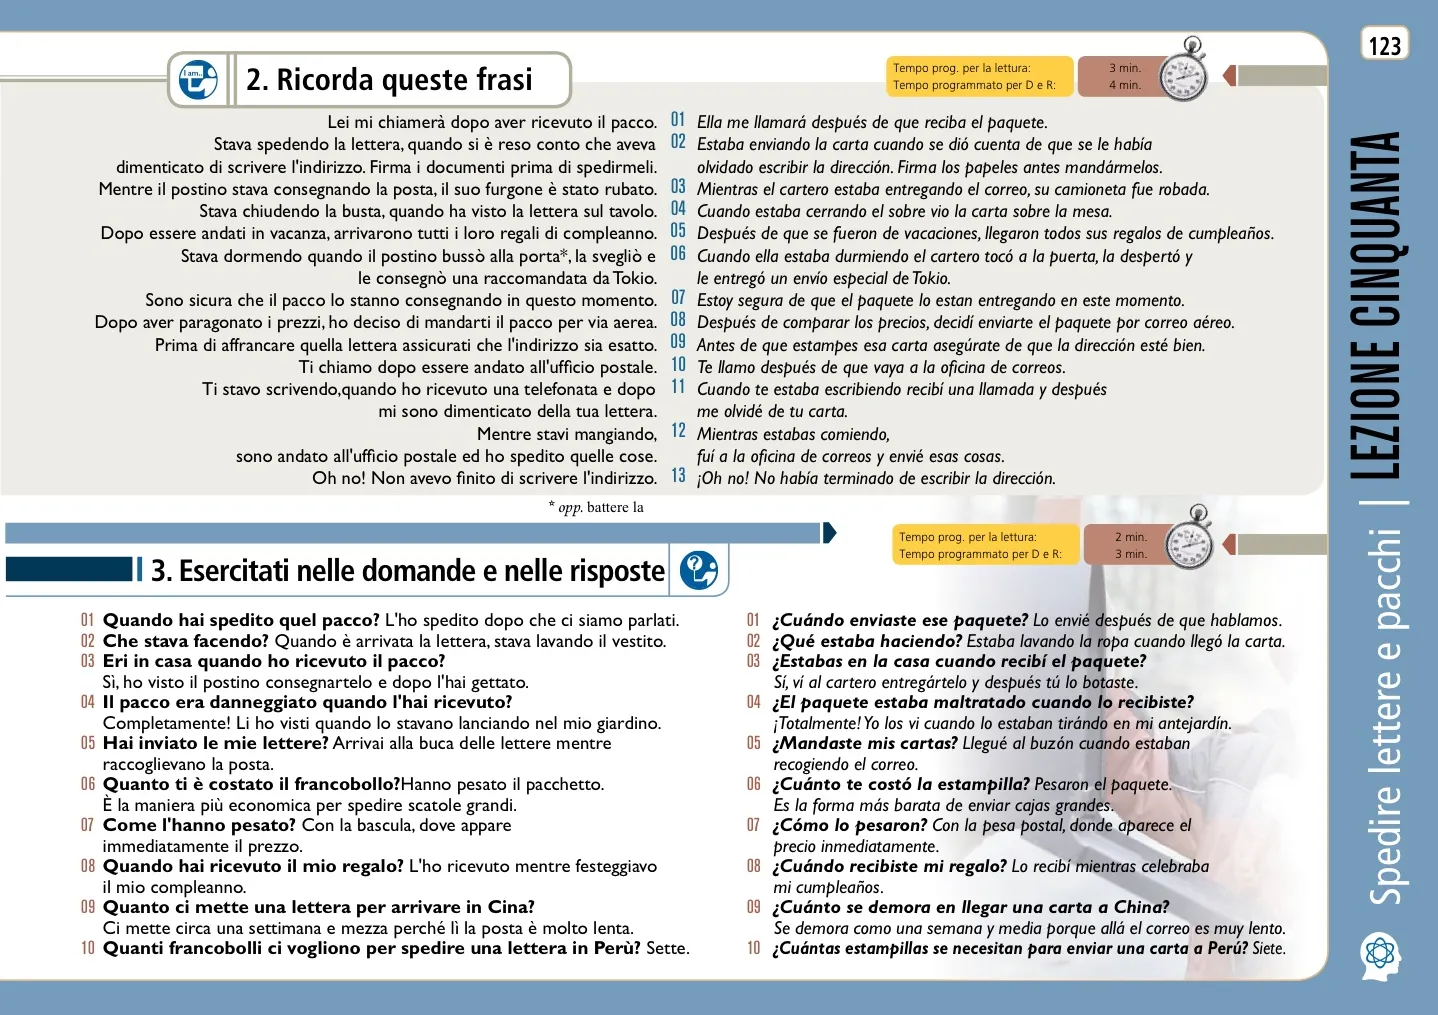 123
I am..
2. Ricorda queste frasi
Tempo prog. per la lettura: 3 min.
Tempo programmato per D e R: 4 min.
Lei mi chiamerà dopo aver ricevuto il pacco. 01 Ella me llamará después de que reciba el paquete.
Stava spedendo la lettera, quando si è reso conto che aveva 02 Estaba enviando la carta cuando se dió cuenta de que se le había
dimenticato di scrivere l'indirizzo. Firma i documenti prima di spedirmeli. olvidado escribir la dirección. Firma los papeles antes mandármelos.
Mentre il postino stava consegnando la posta, il suo furgone è stato rubato. 03 Mientras el cartero estaba entregando el correo, su camioneta fue robada.
Stava chiudendo la busta, quando ha visto la lettera sul tavolo. 04 Cuando estaba cerrando el sobre vio la carta sobre la mesa.
Dopo essere andati in vacanza, arrivarono tutti i loro regali di compleanno. 05 Después de que se fueron de vacaciones, llegaron todos sus regalos de cumpleaños.
Stava dormendo quando il postino bussò alla porta*, la svegliò e 06 Cuando ella estaba durmiendo el cartero tocó a la puerta, la despertó y
le consegnò una raccomandata da Tokio. le entregó un envío especial de Tokio.
Sono sicura che il pacco lo stanno consegnando in questo momento. 07 Estoy segura de que el paquete lo estan entregando en este momento.
Dopo aver paragonato i prezzi, ho deciso di mandarti il pacco per via aerea. 08 Después de comparar los precios, decidí enviarte el paquete por correo aéreo.
Prima di affrancare quella lettera assicurati che l'indirizzo sia esatto. 09 Antes de que estampes esa carta asegúrate de que la dirección esté bien.
Ti chiamo dopo essere andato all'ufficio postale. 10 Te llamo después de que vaya a la oficina de correos.
Ti stavo scrivendo,quando ho ricevuto una telefonata e dopo 11 Cuando te estaba escribiendo recibí una llamada y después
mi sono dimenticato della tua lettera. me olvidé de tu carta.
Mentre stavi mangiando, 12 Mientras estabas comiendo,
sono andato all'ufficio postale ed ho spedito quelle cose. fuí a la oficina de correos y envié esas cosas.
Oh no! Non avevo finito di scrivere l'indirizzo. 13 ¡Oh no! No había terminado de escribir la dirección.
* opp. battere la
3. Esercitati nelle domande e nelle risposte
?
Tempo prog. per la lettura: 2 min.
Tempo programmato per D e R: 3 min.
01 Quando hai spedito quel pacco? L'ho spedito dopo che ci siamo parlati.
02 Che stava facendo? Quando è arrivata la lettera, stava lavando il vestito.
03 Eri in casa quando ho ricevuto il pacco?
Sì, ho visto il postino consegnartelo e dopo l'hai gettato.
04 Il pacco era danneggiato quando l'hai ricevuto?
Completamente! Li ho visti quando lo stavano lanciando nel mio giardino.
05 Hai inviato le mie lettere? Arrivai alla buca delle lettere mentre
raccoglievano la posta.
06 Quanto ti è costato il francobollo?Hanno pesato il pacchetto.
È la maniera più economica per spedire scatole grandi.
07 Come l'hanno pesato? Con la bascula, dove appare
immediatamente il prezzo.
08 Quando hai ricevuto il mio regalo? L'ho ricevuto mentre festeggiavo
il mio compleanno.
09 Quanto ci mette una lettera per arrivare in Cina?
Ci mette circa una settimana e mezza perché lì la posta è molto lenta.
10 Quanti francobolli ci vogliono per spedire una lettera in Perù? Sette.
01 ¿Cuándo enviaste ese paquete? Lo envié después de que hablamos.
02 ¿Qué estaba haciendo? Estaba lavando la ropa cuando llegó la carta.
03 ¿Estabas en la casa cuando recibí el paquete?
Sí, ví al cartero entregártelo y después tú lo botaste.
04 ¿El paquete estaba maltratado cuando lo recibiste?
¡Totalmente! Yo los vi cuando lo estaban tirándo en mi antejardín.
05 ¿Mandaste mis cartas? Llegué al buzón cuando estaban
recogiendo el correo.
06 ¿Cuánto te costó la estampilla? Pesaron el paquete.
Es la forma más barata de enviar cajas grandes.
07 ¿Cómo lo pesaron? Con la pesa postal, donde aparece el
precio inmediatamente.
08 ¿Cuándo recibiste mi regalo? Lo recibí mientras celebraba
mi cumpleaños.
09 ¿Cuánto se demora en llegar una carta a China?
Se demora como una semana y media porque allá el correo es muy lento.
10 ¿Cuántas estampillas se necesitan para enviar una carta a Perú? Siete.
Spedire lettere e pacchi | LEZIONE CINQUANTA